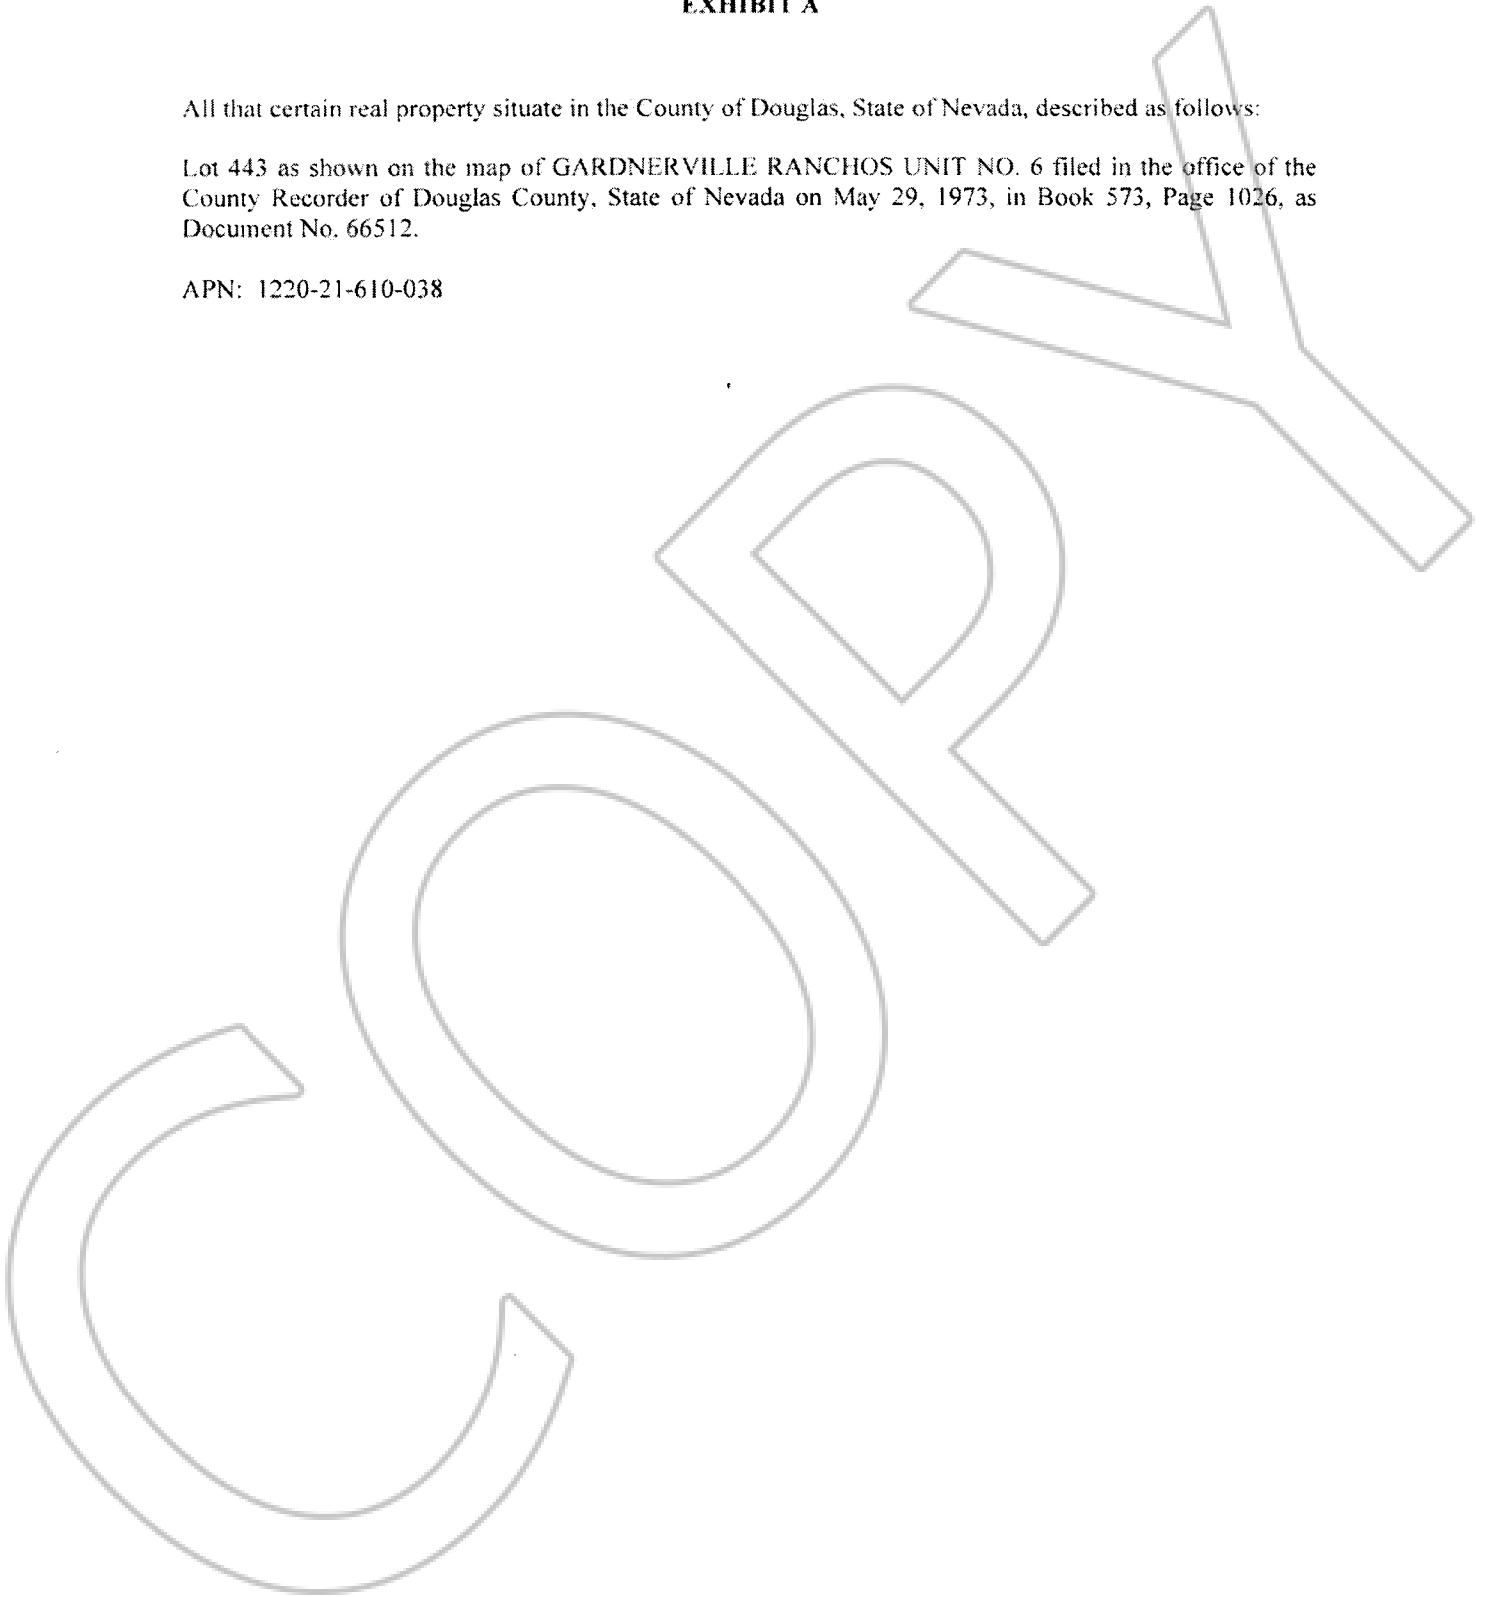 EXHIBIT A
All that certain real property situate in the County of Douglas, State of Nevada, described as follows:
Lot 443 as shown on the map of GARDNERVILLE RANCHOS UNIT NO. 6 filed in the office of the
County Recorder of Douglas County, State of Nevada on May 29, 1973, in Book 573, Page 1026, as
Document No. 66512.
APN: 1220-21-610-038
COPY